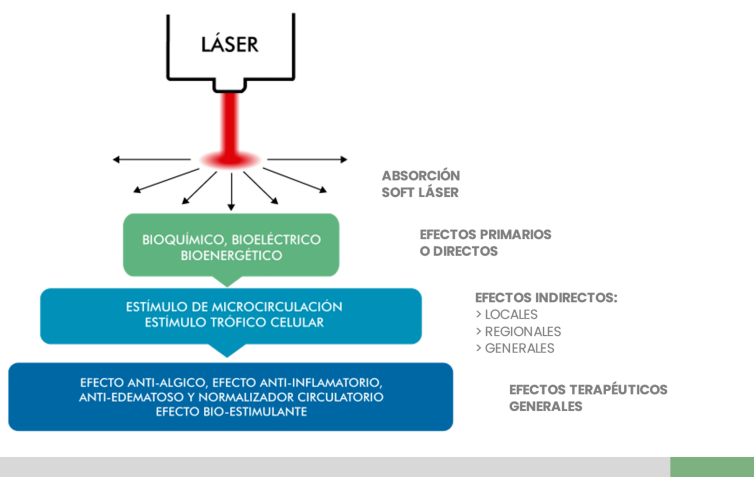 LÁSER
ABSORCIÓN
SOFT LÁSER
BIOQUÍMICO, BIOELÉCTRICO
BIOENERGÉTICO
EFECTOS PRIMARIOS
O DIRECTOS
ESTÍMULO DE MICROCIRCULACIÓN
ESTÍMULO TRÓFICO CELULAR
EFECTOS INDIRECTOS:
> LOCALES
> REGIONALES
> GENERALES
EFECTO ANTI-ALGICO, EFECTO ANTI-INFLAMATORIO,
ANTI-EDEMATOSO Y NORMALIZADOR CIRCULATORIO
EFECTO BIO-ESTIMULANTE
EFECTOS TERAPÉUTICOS
GENERALES